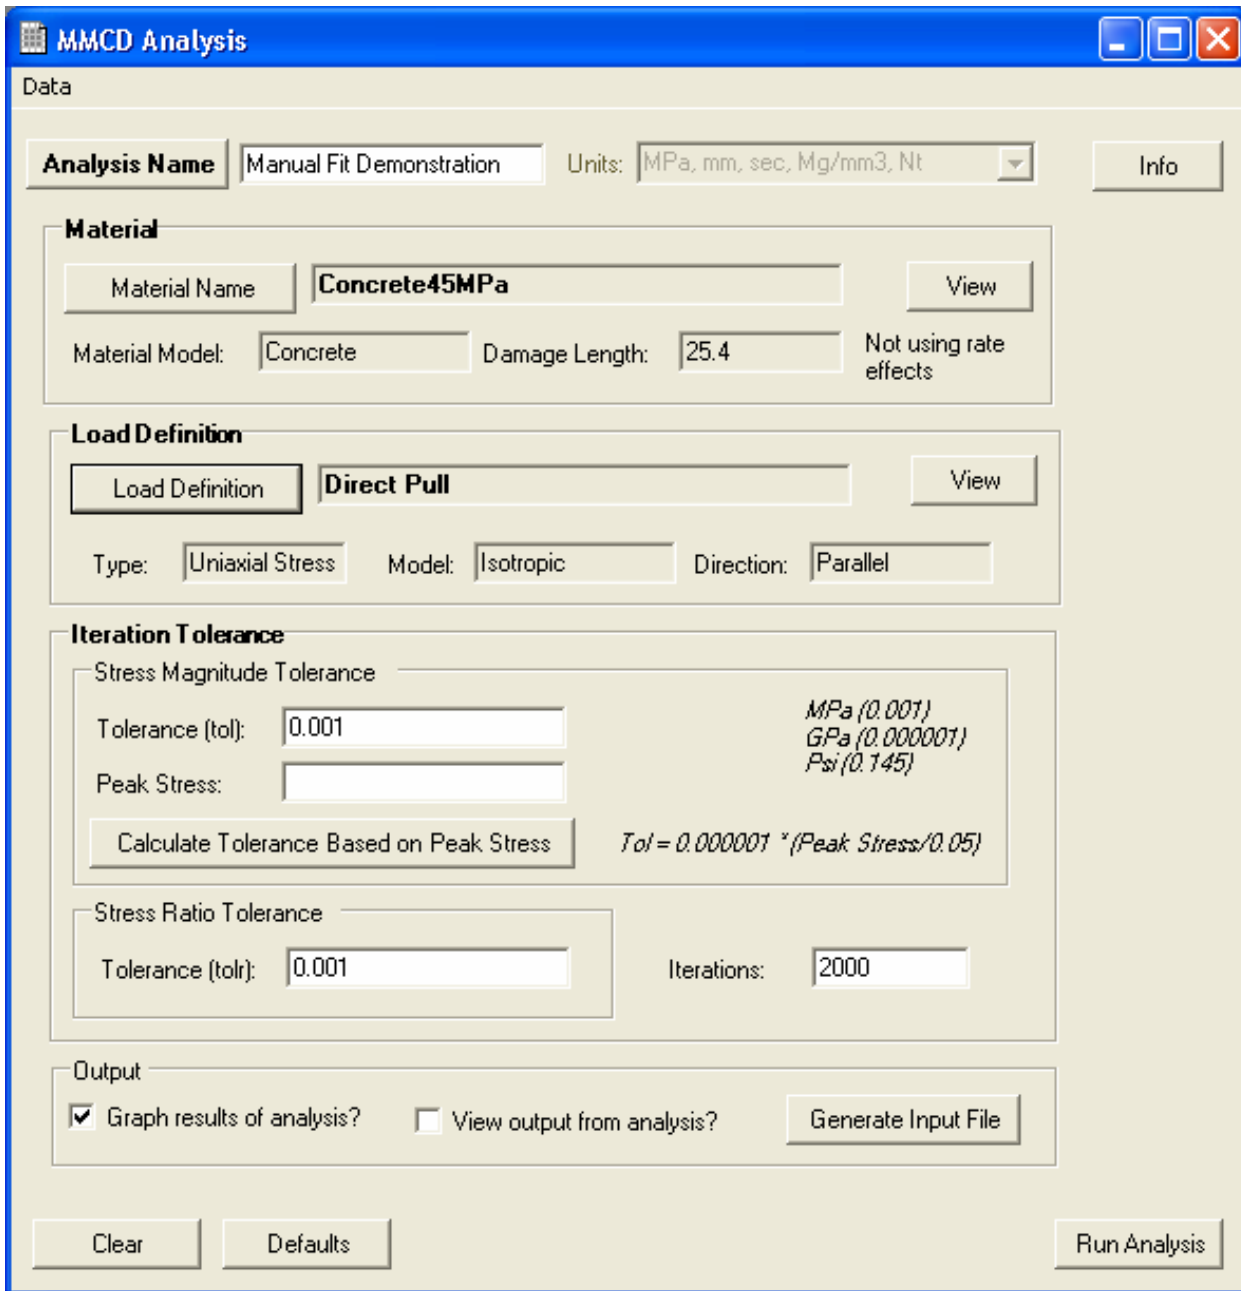 MMCD Analysis
Data
Analysis Name Manual Fit Demonstration Units: MPa, mm, sec, Mg/mm3, Nt Info
Material
Material Name Concrete45MPa View
Material Model: Concrete Damage Length: 25.4 Not using rate
effects
Load Definition
Load Definition Direct Pull View
Type: Uniaxial Stress Model: Isotropic Direction: Parallel
Iteration Tolerance
Stress Magnitude Tolerance
Tolerance (tol): 0.001
MPa (0.001)
GPa (0.000001)
Psi (0.145)
Peak Stress:
Calculate Tolerance Based on Peak Stress Tol = 0.000001 *(Peak Stress/0.05)
Stress Ratio Tolerance
Tolerance (tolr): 0.001 Iterations: 2000
Output
Graph results of analysis? View output from analysis? Generate Input File
Clear Defaults Run Analysis